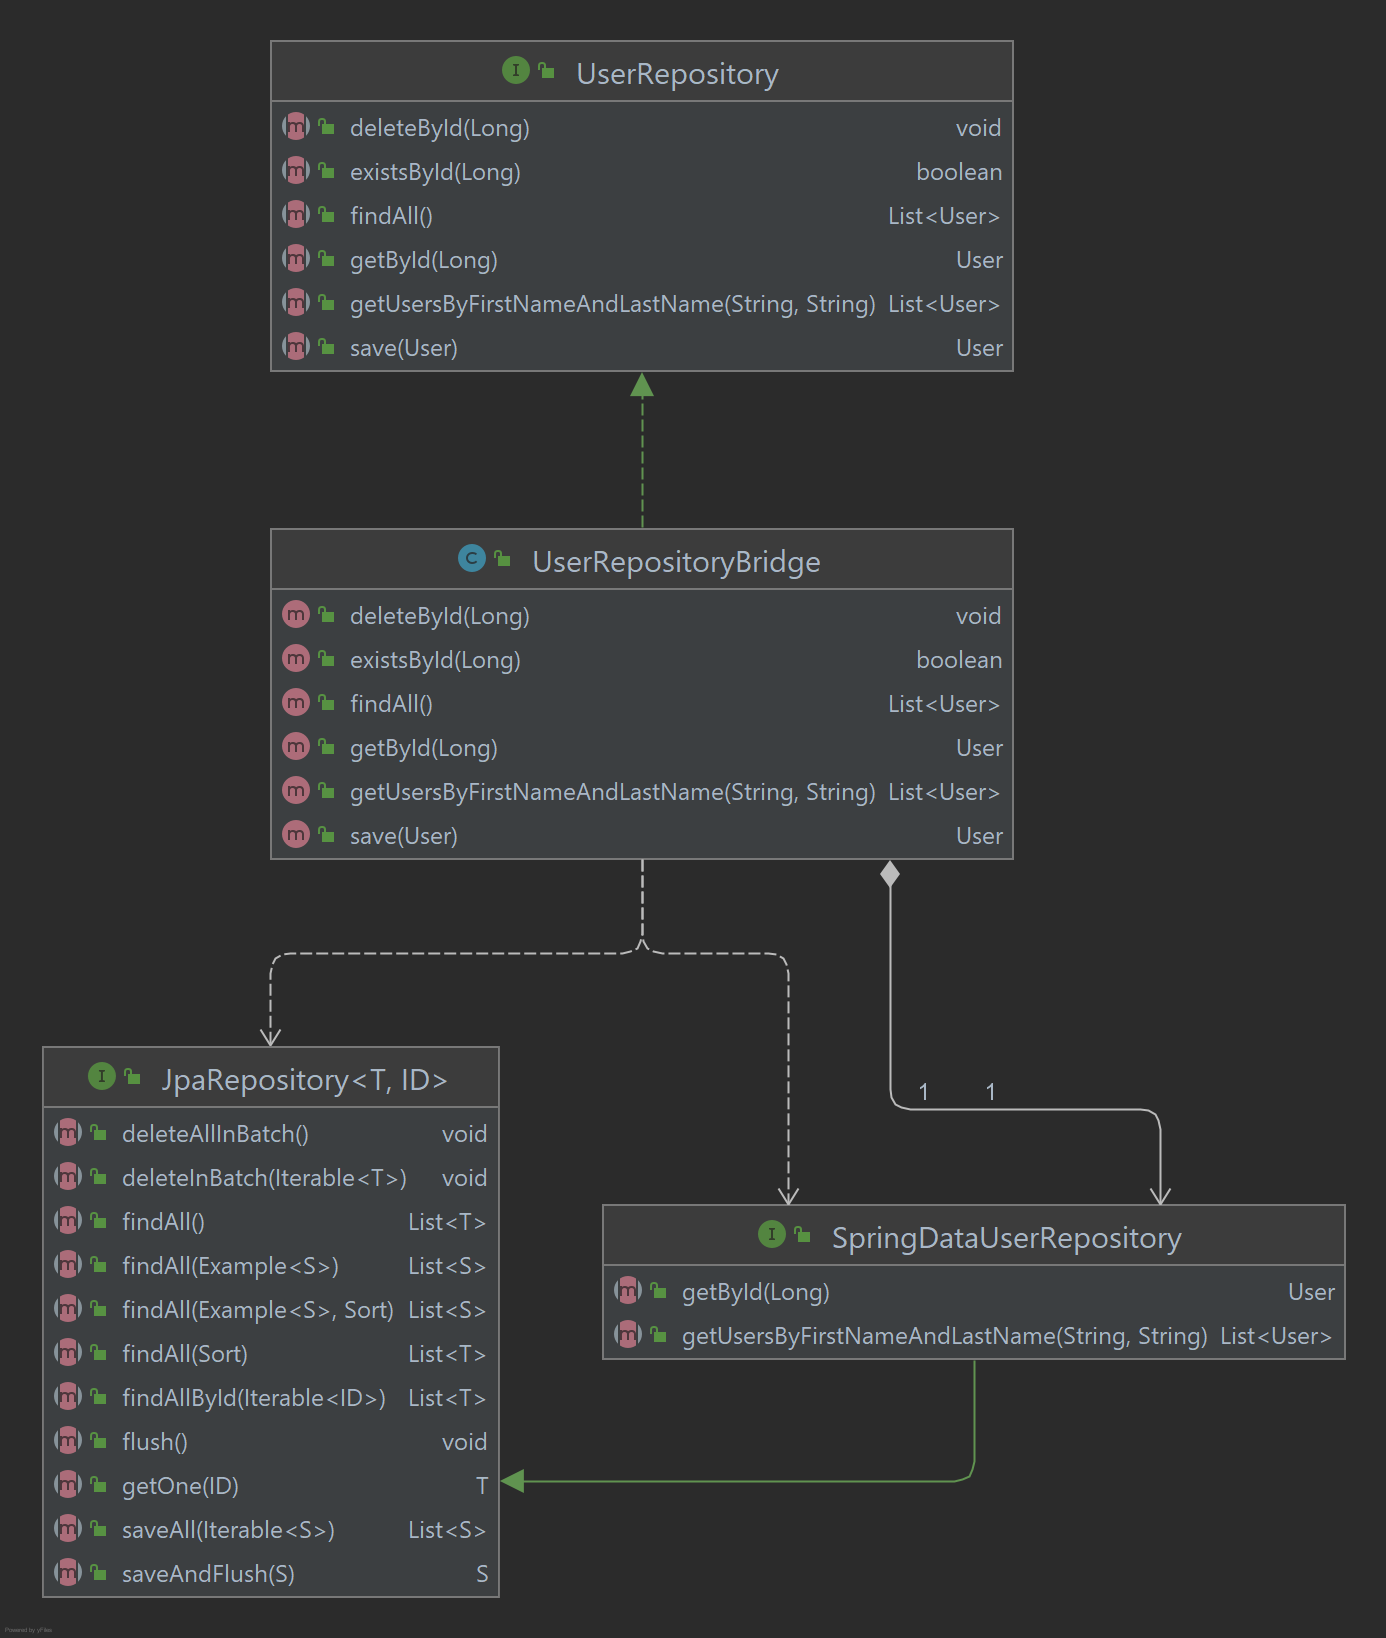 UserRepository
deleteById(Long) void
existsById(Long) boolean
findAll() List<User>
getById(Long) User
getUsersByFirstNameAndLastName(String, String) List<User>
save(User) User
UserRepositoryBridge
deleteById(Long) void
existsById(Long) boolean
findAll() List<User>
getById(Long) User
getUsersByFirstNameAndLastName(String, String) List<User>
save(User) User
1 1
JpaRepository<T, ID>
deleteAllInBatch() void
deleteInBatch(Iterable<T>) void
findAll() List<T>
findAll(Example<S>) List<S>
findAll(Example<S>, Sort) List<S>
findAll(Sort) List<T>
findAllById(Iterable<ID>) List<T>
flush() void
getOne(ID) T
saveAll(Iterable<S>) List<S>
saveAndFlush(S) S
SpringDataUserRepository
getById(Long) User
getUsersByFirstNameAndLastName(String, String) List<User>
Powered by yFiles